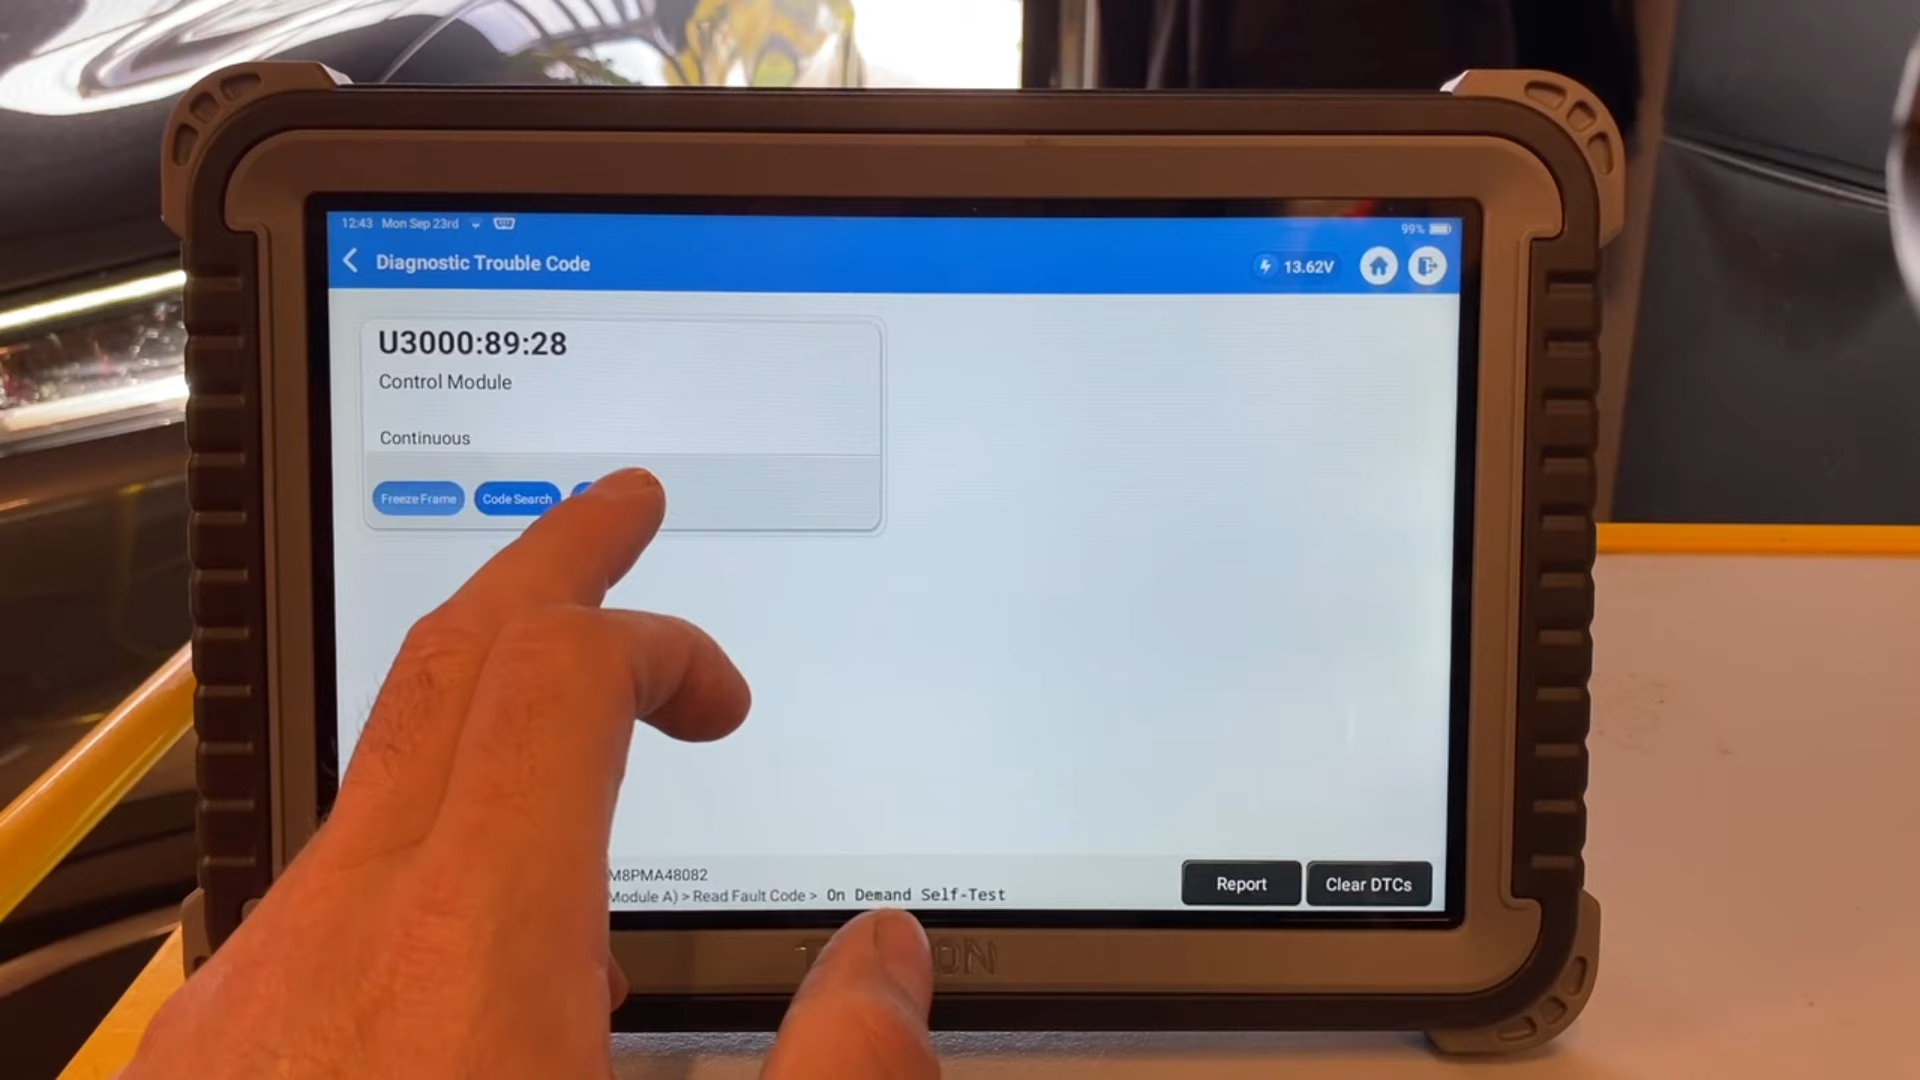 12:43 Mon Sep 23rd
99%
Diagnostic Trouble Code
13.62V
U3000:89:28
Control Module
Continuous
Freeze Frame Code Search
M8PMA48082
Module A) > Read Fault Code > On Demand Self-Test
Report Clear DTCs